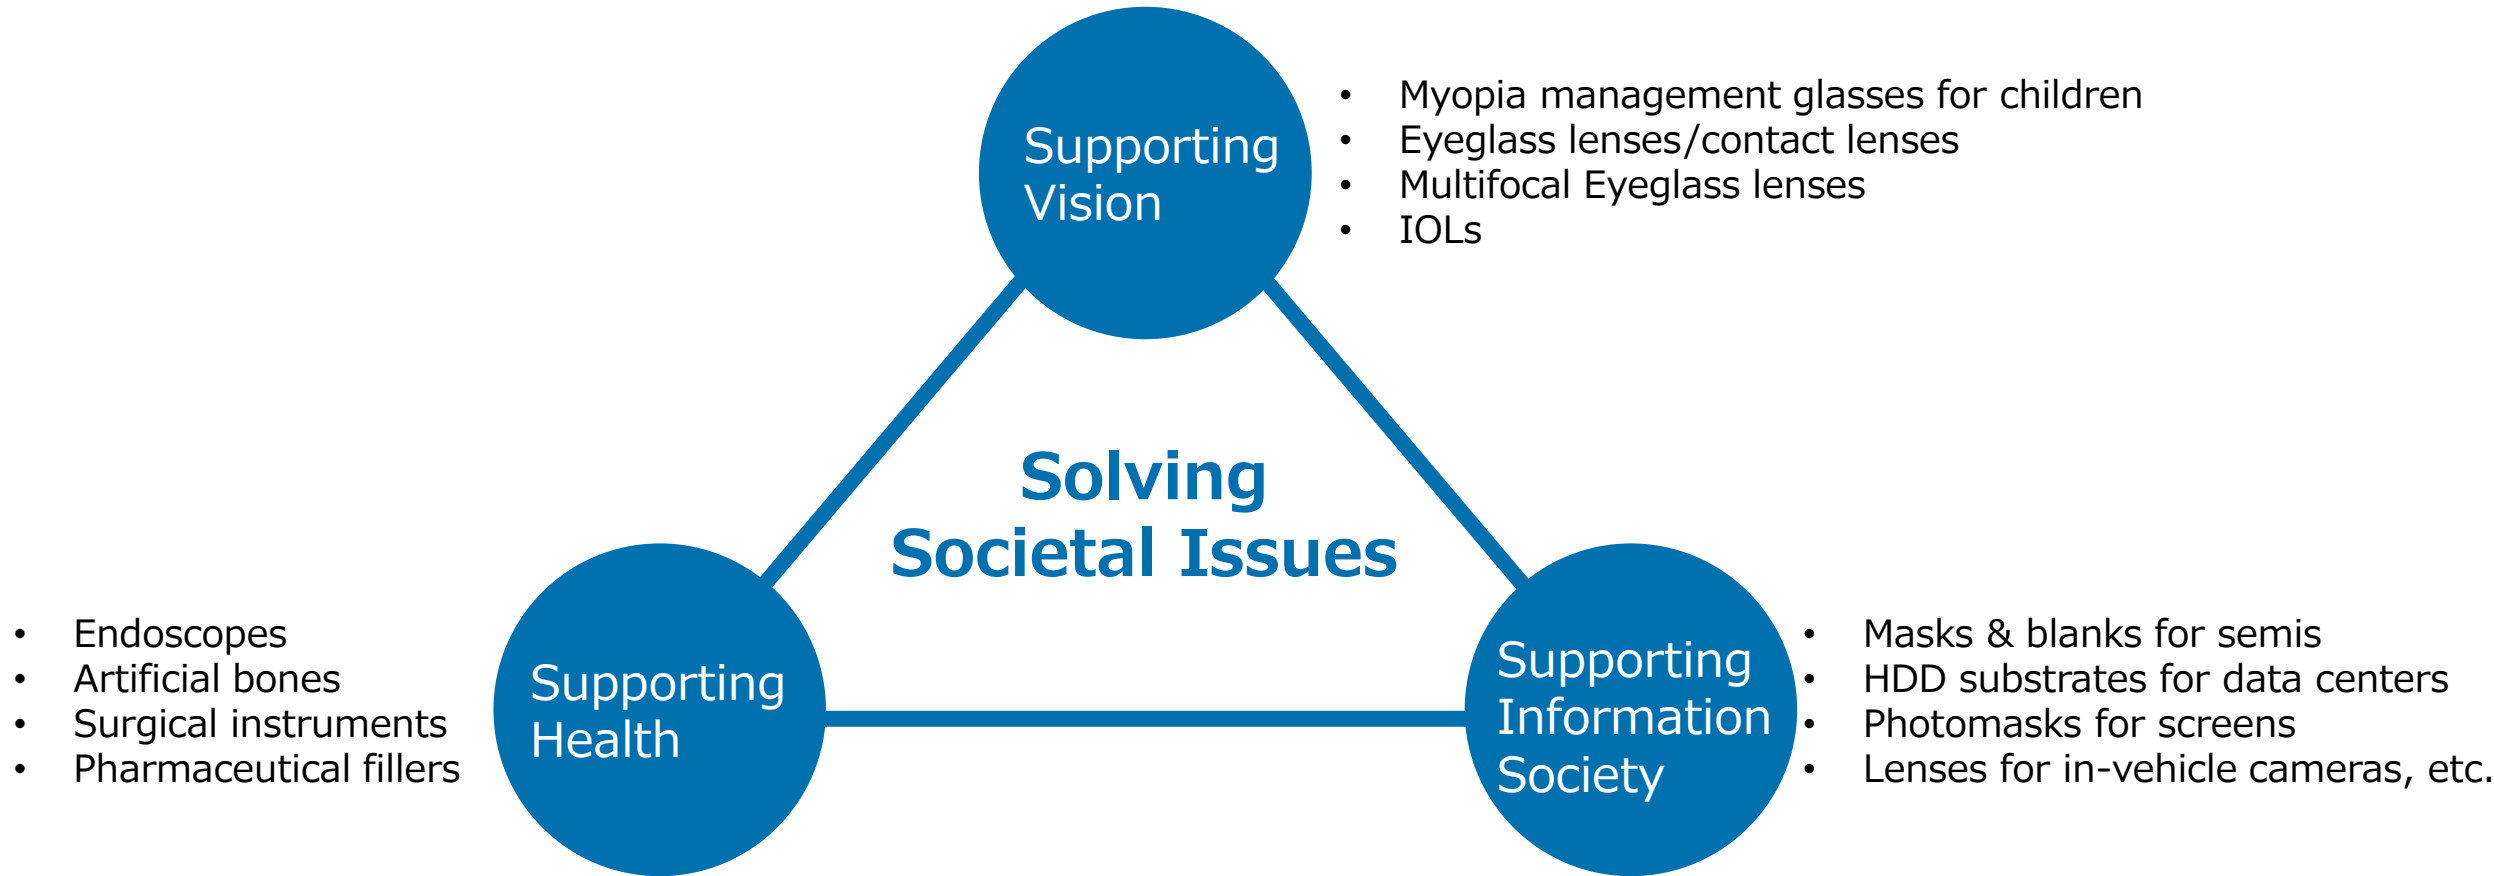 Supporting
Vision
• Myopia management glasses for children
• Eyeglass lenses/contact lenses
• Multifocal Eyeglass lenses
• IOLs
Solving
Societal Issues
• Endoscopes
• Artificial bones
• Surgical instruments
• Pharmaceutical fillers
Supporting
Health
Supporting
Information
Society
• Masks & blanks for semis
• HDD substrates for data centers
• Photomasks for screens
• Lenses for in-vehicle cameras, etc.